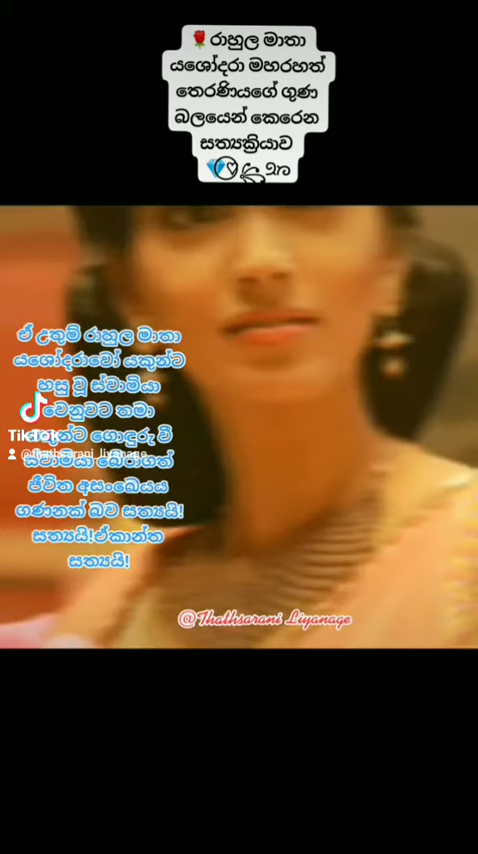 🌹රාහුල මාතා
යශෝදරා මහරහත්
තෙරණියගේ ගුණ
බලයෙන් කෙරෙන
සත්‍යක්‍රියාව
ඒ උතුම් රාහුල මාතා
යශෝදරාවෝ යකුන්ට
හසු වූ ස්වාමියා
වෙනුවට තමා
ගොඳුරු වී
ස්වාමියා බේරාගත්
ජීවිත අසංඛෙයය
ගණනක් බව සත්‍යයි!
සත්‍යයි!ඒකාන්ත
සත්‍යයි!
TikTok
@thathsarani_liyanage
@Thathsarani Liyanage